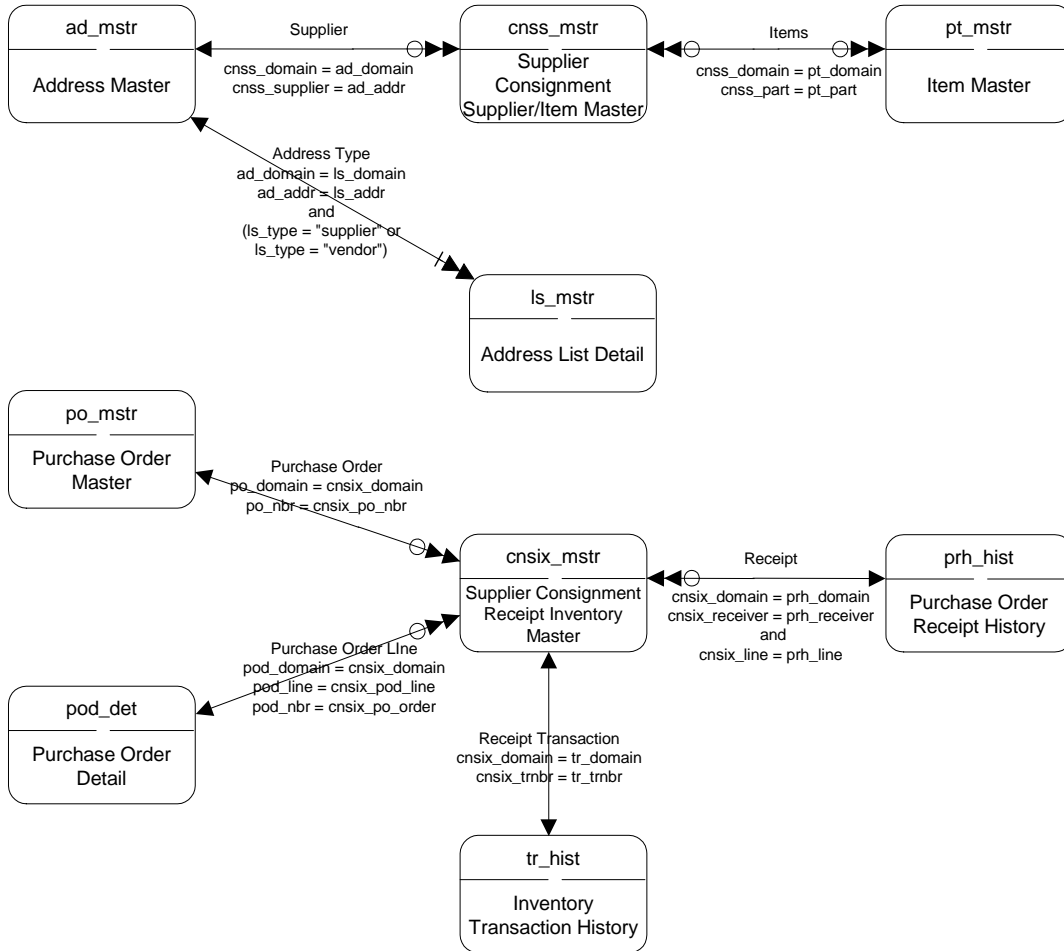 ad_mstr
Address Master
Supplier
cnss_domain = ad_domain
cnss_supplier = ad_addr
cnss_mstr
Supplier
Consignment
Supplier/Item Master
Items
cnss_domain = pt_domain
cnss_part = pt_part
pt_mstr
Item Master
Address Type
ad_domain = ls_domain
ad_addr = ls_addr
and
(ls_type = "supplier" or
ls_type = "vendor")
ls_mstr
Address List Detail
po_mstr
Purchase Order
Master
Purchase Order
po_domain = cnsix_domain
po_nbr = cnsix_po_nbr
cnsix_mstr
Supplier Consignment
Receipt Inventory
Master
Receipt
cnsix_domain = prh_domain
cnsix_receiver = prh_receiver
and
cnsix_line = prh_line
prh_hist
Purchase Order
Receipt History
Purchase Order LIne
pod_domain = cnsix_domain
pod_line = cnsix_pod_line
pod_nbr = cnsix_po_order
pod_det
Purchase Order
Detail
Receipt Transaction
cnsix_domain = tr_domain
cnsix_trnbr = tr_trnbr
tr_hist
Inventory
Transaction History